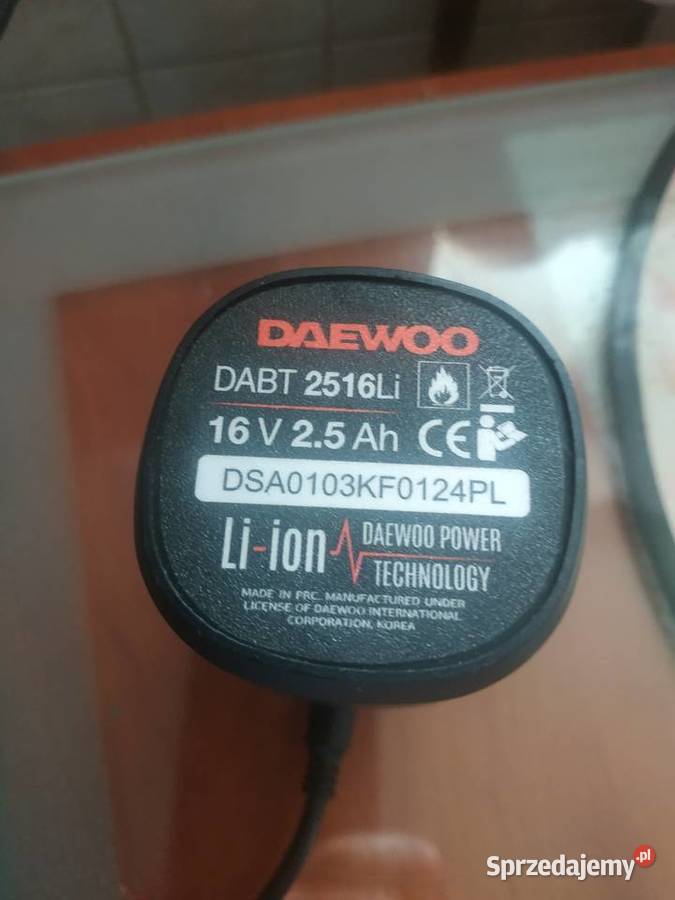 DAEWOO
DABT 2516Li
16 V 2.5 Ah CE
DSA0103KF0124PL
Li-ion DAEWOO POWER
TECHNOLOGY
MADE IN PRC. MANUFACTURED UNDER
LICENSE OF DAEWOO INTERNATIONAL
CORPORATION, KOREA
Sprzedajemy.pl